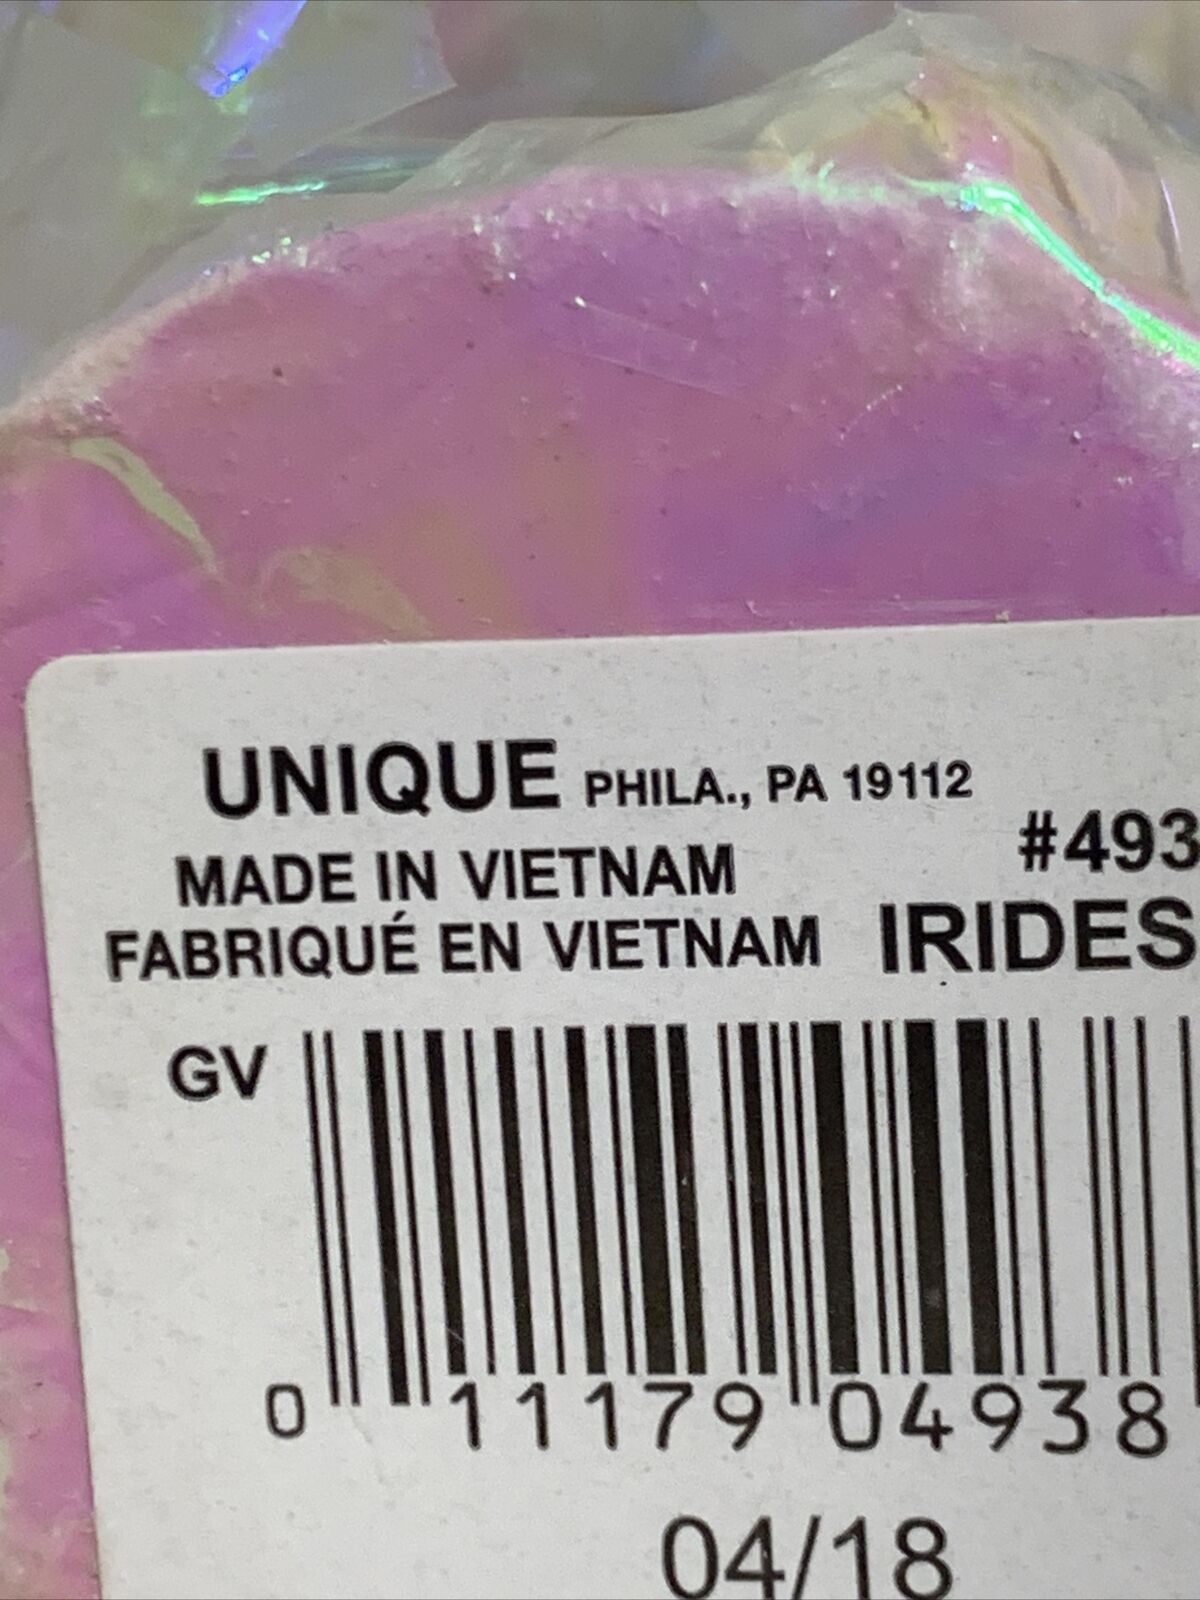 UNIQUE PHILA., PA 19112
#493
MADE IN VIETNAM
FABRIQUÉ EN VIETNAM IRIDES
GV
0 11179 04938
04/18